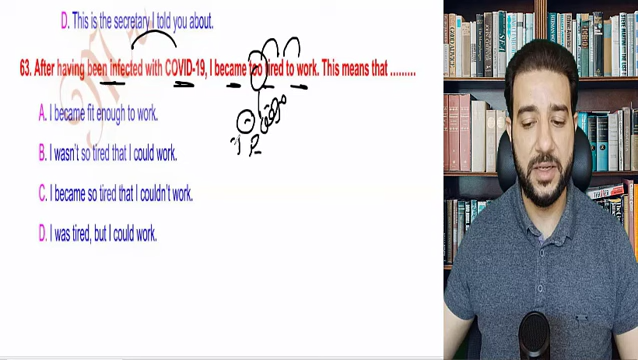 D. This is the secretary I told you about.
63. After having been infected with COVID-19, I became too tired to work. This means that .........
A. I became fit enough to work.
B. I wasn't so tired that I could work.
C. I became so tired that I couldn't work.
D. I was tired, but I could work.